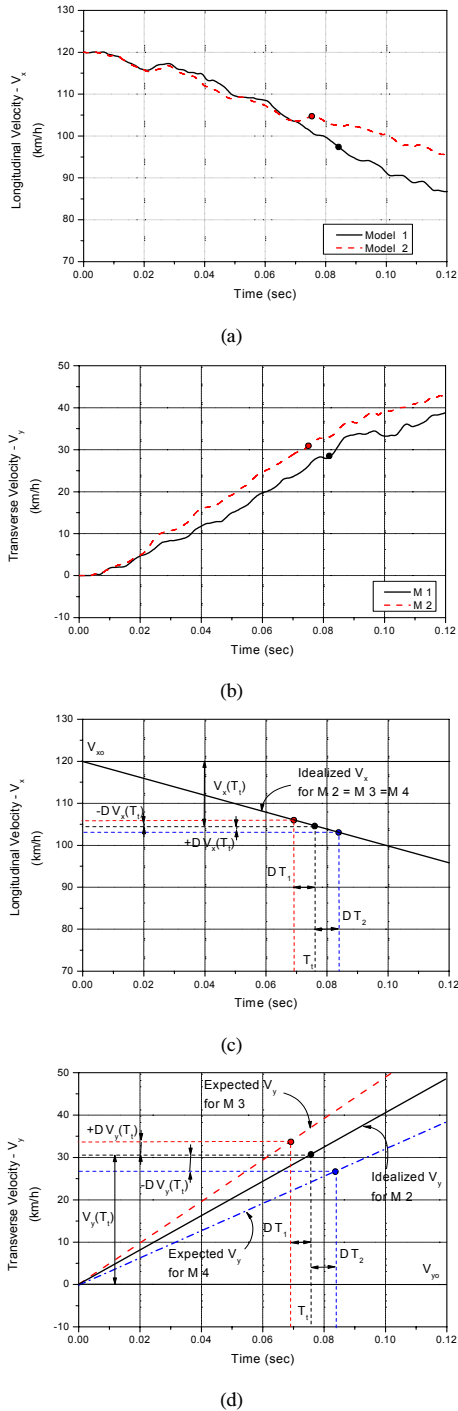 130
120
110
100
90
80
70
Longitudinal Velocity - Vx
(km/h)
Model 1
Model 2
0.00 0.02 0.04 0.06 0.08 0.10 0.12
Time (sec)
(a)
50
40
30
20
10
0
-10
Transverse Velocity - Vy
(km/h)
M 1
M 2
0.00 0.02 0.04 0.06 0.08 0.10 0.12
Time (sec)
(b)
130
120
110
100
90
80
70
Longitudinal Velocity - Vx
(km/h)
Vxo
Vx(Tt)
Idealized Vx
for M 2 = M 3 =M 4
-DVx(Tt)
+DVx(Tt)
DT1
DT2
Tt
0.00 0.02 0.04 0.06 0.08 0.10 0.12
Time (sec)
(c)
50
40
30
20
10
0
-10
Transverse Velocity - Vy
(km/h)
Expected Vy
for M 3
+DVy(Tt)
Idealized Vy
for M 2
-DVy(Tt)
Vy(Tt)
DT1
Expected Vy
for M 4
DT2
Vyo
Tt
0.00 0.02 0.04 0.06 0.08 0.10 0.12
Time (sec)
(d)